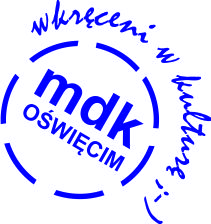 wkręceni w kulturę ;-)
mdk
OŚWIĘCIM